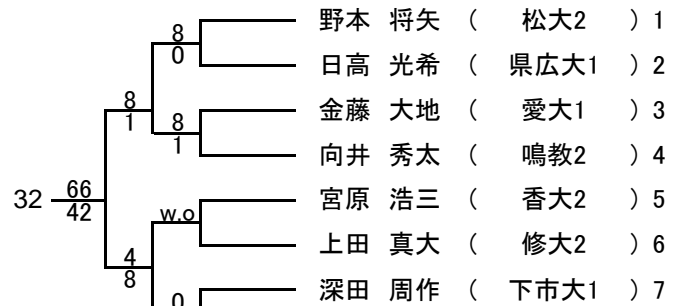 野本 将矢 ( 松大2 ) 1
8
0
日高 光希 ( 県広大1 ) 2
8
1
金藤 大地 ( 愛大1 ) 3
8
1
向井 秀太 ( 鳴教2 ) 4
32
66
42
宮原 浩三 ( 香大2 ) 5
w.o
上田 真大 ( 修大2 ) 6
4
8
深田 周作 ( 下市大1 ) 7
0